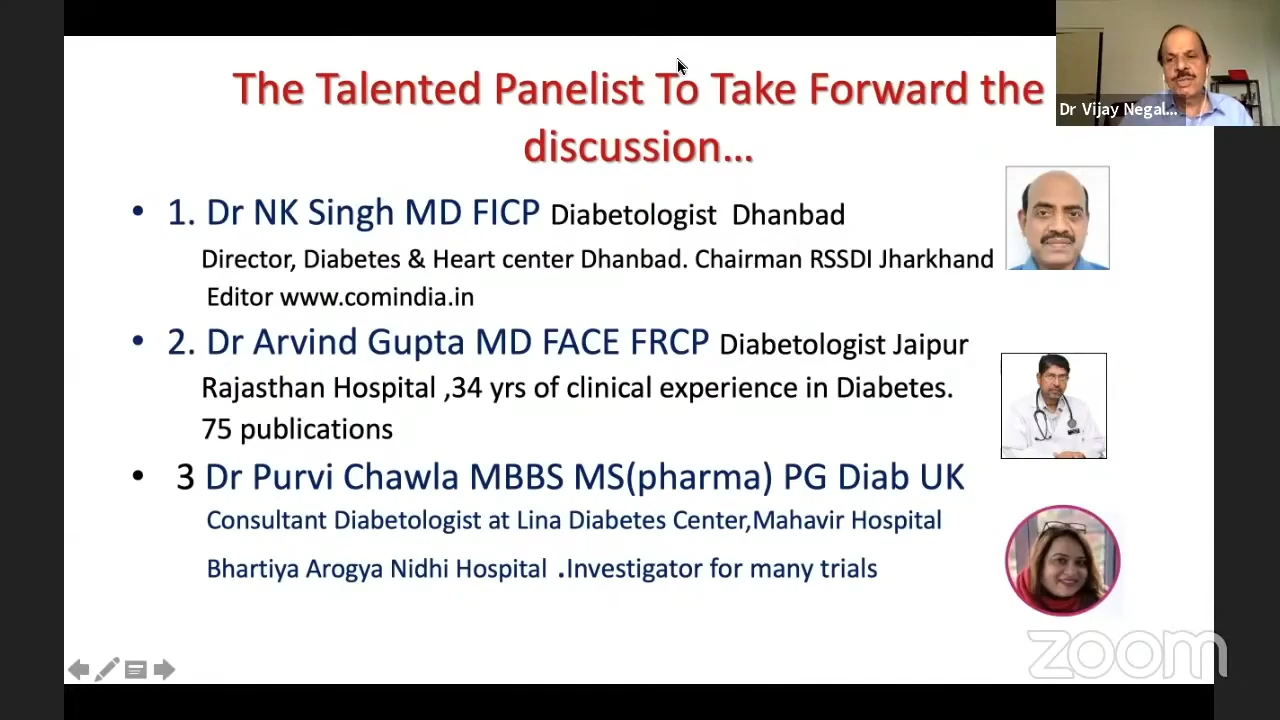 The Talented Panelist To Take Forward the
discussion...
Dr Vijay Negal...
• 1. Dr NK Singh MD FICP Diabetologist Dhanbad
Director, Diabetes & Heart center Dhanbad. Chairman RSSDI Jharkhand
Editor www.comindia.in
• 2. Dr Arvind Gupta MD FACE FRCP Diabetologist Jaipur
Rajasthan Hospital ,34 yrs of clinical experience in Diabetes.
75 publications
• 3 Dr Purvi Chawla MBBS MS(pharma) PG Diab UK
Consultant Diabetologist at Lina Diabetes Center,Mahavir Hospital
Bhartiya Arogya Nidhi Hospital .Investigator for many trials
zoom